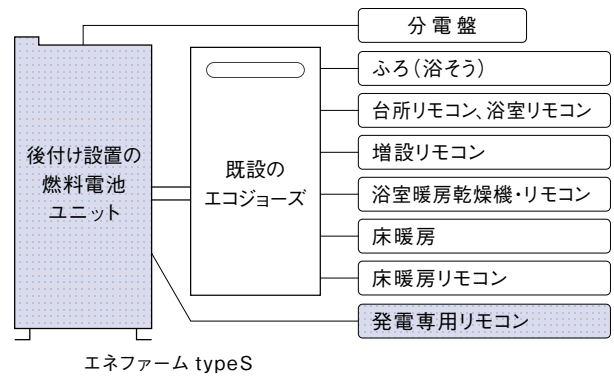 分電盤
ふろ（浴そう）
台所リモコン、浴室リモコン
増設リモコン
浴室暖房乾燥機・リモコン
床暖房
床暖房リモコン
発電専用リモコン
後付け設置の
燃料電池
ユニット
既設の
エコジョーズ
エネファーム typeS